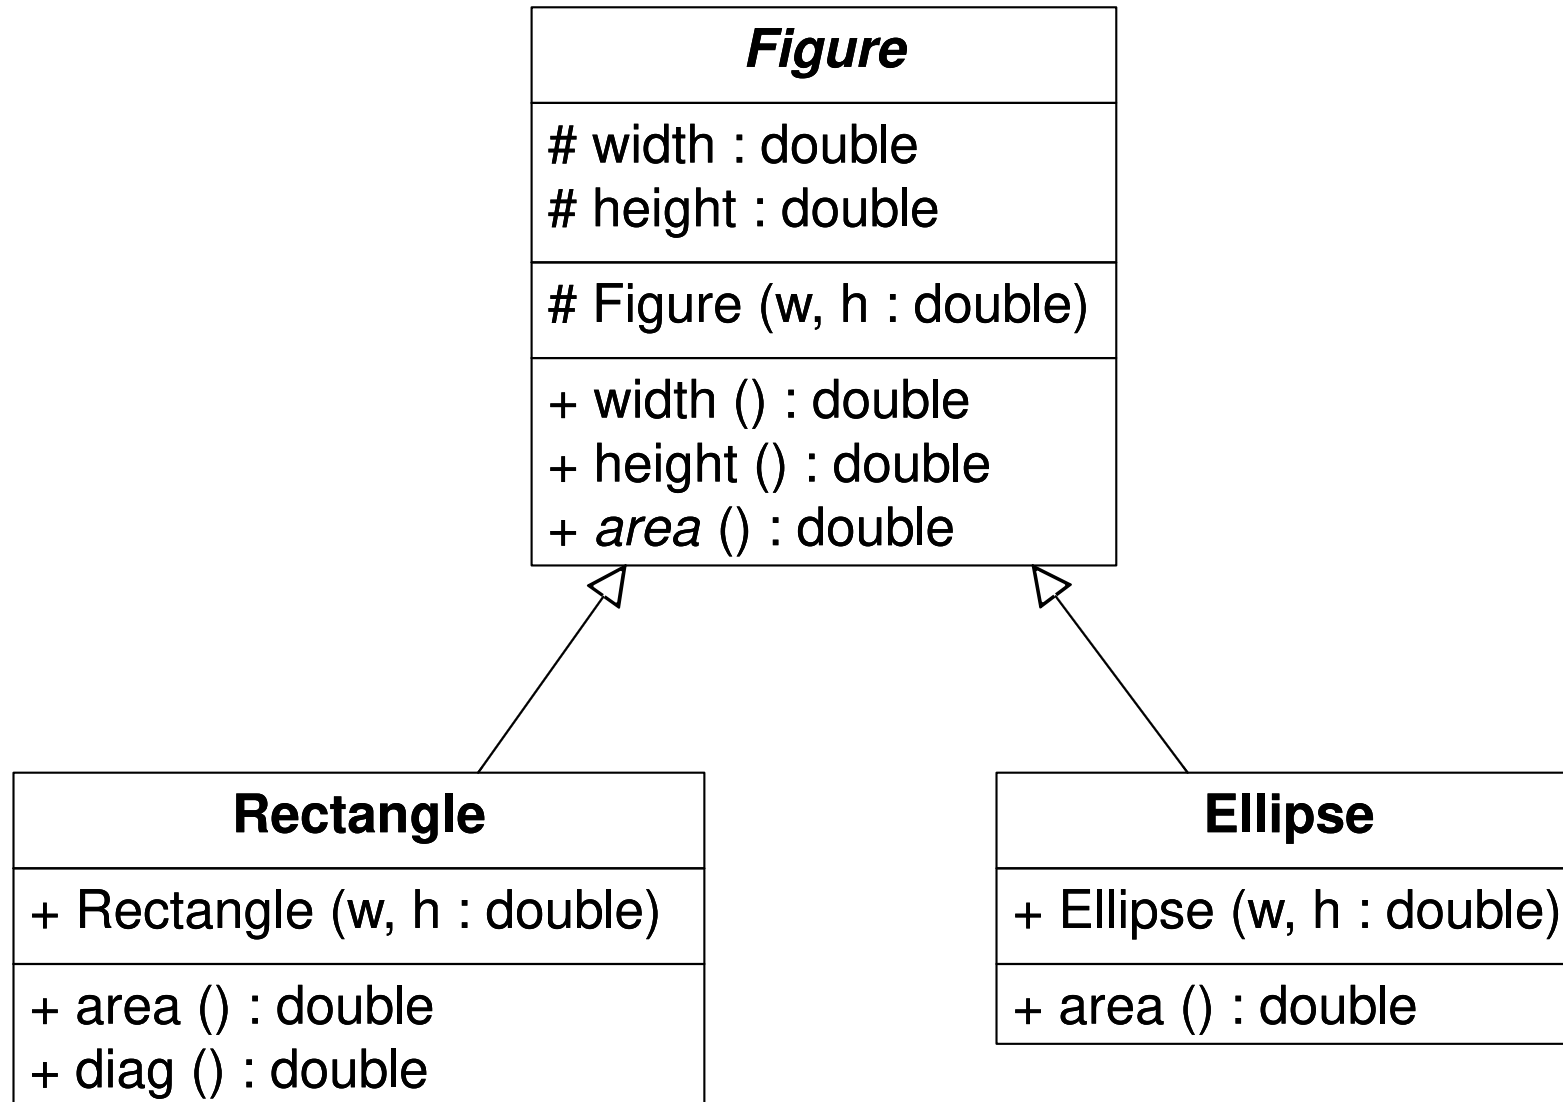 Figure
# width : double
# height : double
# Figure (w, h : double)
+ width () : double
+ height () : double
+ area () : double
Rectangle
+ Rectangle (w, h : double)
+ area () : double
+ diag () : double
Ellipse
+ Ellipse (w, h : double)
+ area () : double